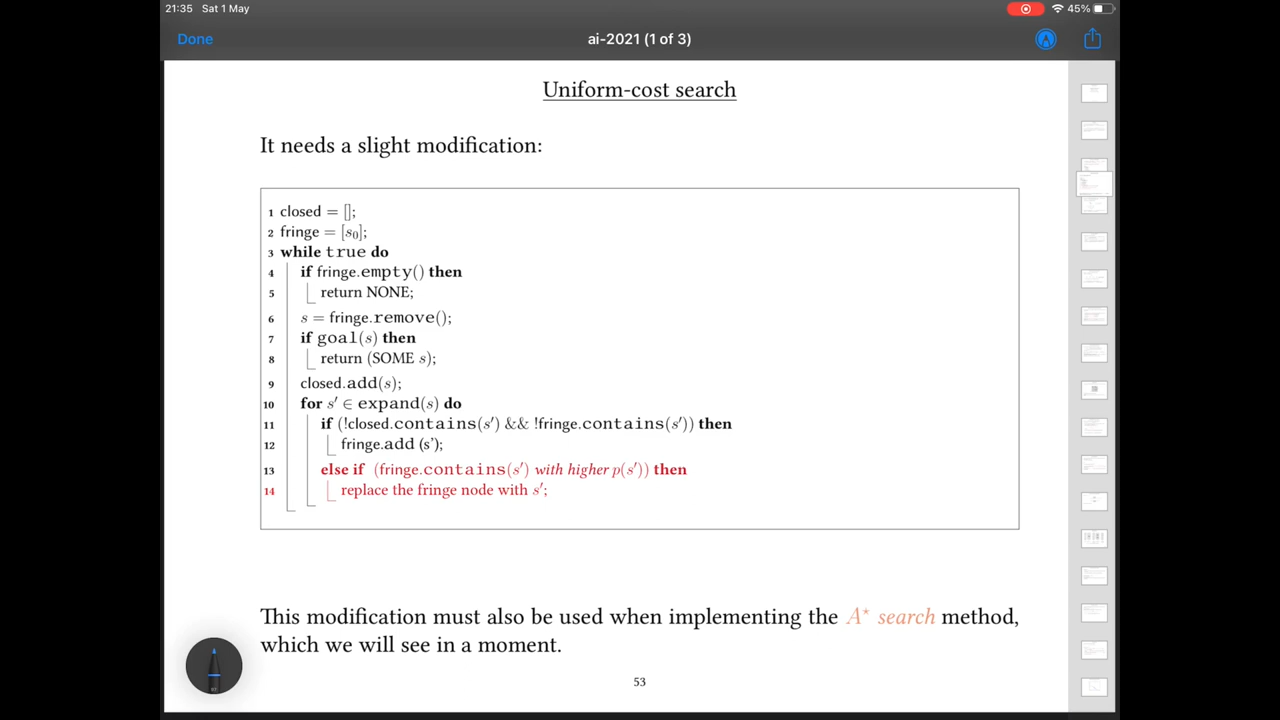 21:35 Sat 1 May
45%
Done
ai-2021 (1 of 3)
Uniform-cost search
It needs a slight modification:
1 closed = [];
2 fringe = [s₀];
3 while true do
4 if fringe.empty() then
5 return NONE;
6 s = fringe.remove();
7 if goal(s) then
8 return (SOME s);
9 closed.add(s);
10 for s′ ∈ expand(s) do
11 if (!closed.contains(s′) && !fringe.contains(s′)) then
12 fringe.add (s’);
13 else if (fringe.contains(s′) with higher p(s′)) then
14 replace the fringe node with s′;
This modification must also be used when implementing the A⋆ search method,
which we will see in a moment.
53